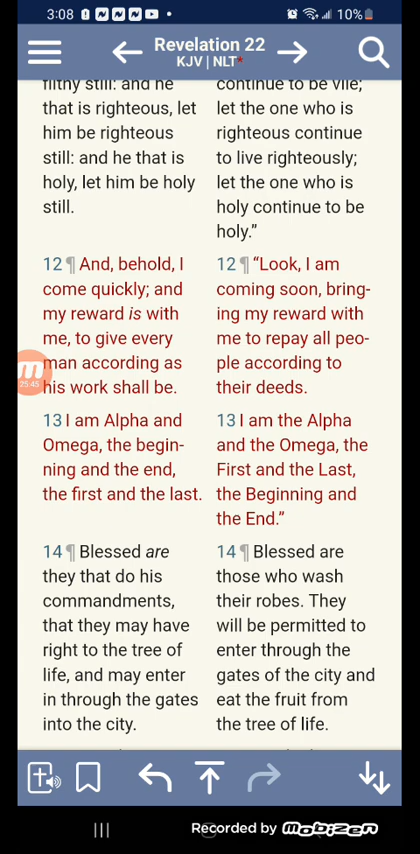 3:08 10%
Revelation 22
KJV | NLT*
filthy still: and he
that is righteous, let
him be righteous
still: and he that is
holy, let him be holy
still.
12 ¶ And, behold, I
come quickly; and
my reward is with
me, to give every
man according as
his work shall be.
13 I am Alpha and
Omega, the begin-
ning and the end,
the first and the last.
14 ¶ Blessed are
they that do his
commandments,
that they may have
right to the tree of
life, and may enter
in through the gates
into the city.
continue to be vile;
let the one who is
righteous continue
to live righteously;
let the one who is
holy continue to be
holy.”
12 ¶ “Look, I am
coming soon, bring-
ing my reward with
me to repay all peo-
ple according to
their deeds.
13 I am the Alpha
and the Omega, the
First and the Last,
the Beginning and
the End.”
14 ¶ Blessed are
those who wash
their robes. They
will be permitted to
enter through the
gates of the city and
eat the fruit from
the tree of life.
m
25:45
Recorded by mobizen